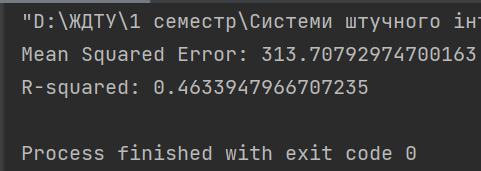 "D:\ЖДТУ\1 семестр\Системи штучного
Mean Squared Error: 313.70792974700163
R-squared: 0.4633947966707235
Process finished with exit code 0